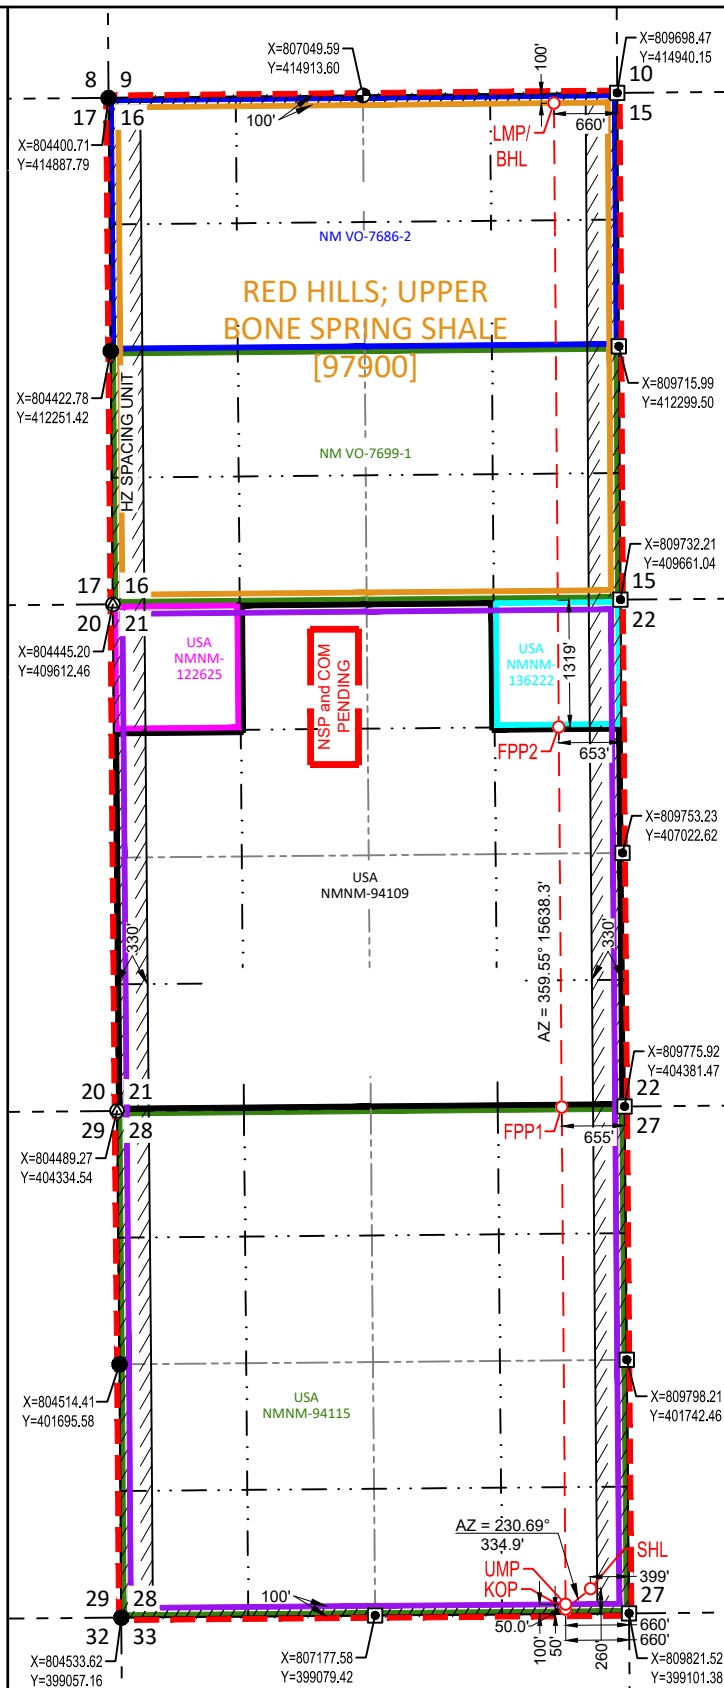 X=807049.59
Y=414913.60
100'
X=809698.47
Y=414940.15
8 9
10
17 16
15
X=804400.71
Y=414887.79
100'
660'
LMP/
BHL
NM VO-7686-2
RED HILLS; UPPER
BONE SPRING SHALE
[97900]
X=804422.78
Y=412251.42
X=809715.99
Y=412299.50
HZ SPACING UNIT
NM VO-7699-1
X=809732.21
Y=409661.04
17 16
15
20 21
22
X=804445.20
Y=409612.46
USA
NMNM-
122625
NSP and COM
PENDING
USA
NMNM-
136222
1319'
FPP2
653'
X=809753.23
Y=407022.62
USA
NMNM-94109
330'
330'
AZ = 359.55° 15638.3'
X=809775.92
Y=404381.47
20 21
22
29 28
27
FPP1
655'
X=804489.27
Y=404334.54
X=804514.41
Y=401695.58
USA
NMNM-94115
X=809798.21
Y=401742.46
AZ = 230.69°
334.9'
SHL
UMP
KOP
399'
29 28
27
100'
50.0'
100'
50'
260'
660'
660'
32 33
X=804533.62
Y=399057.16
X=807177.58
Y=399079.42
X=809821.52
Y=399101.38